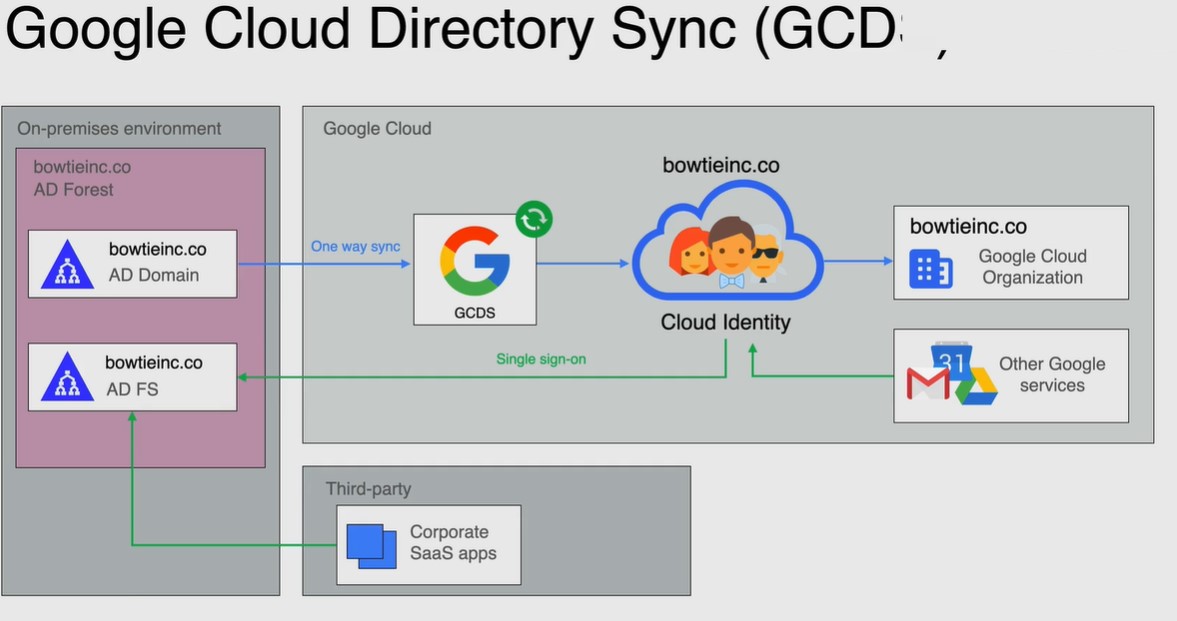 Google Cloud Directory Sync
On-premises environment
bowtieinc.co
AD Forest
bowtieinc.co
AD Domain
bowtieinc.co
AD FS
Google Cloud
One way sync
GCDS
bowtieinc.co
Cloud Identity
Single sign-on
bowtieinc.co
Google Cloud
Organization
31
Other Google
services
Third-party
Corporate
SaaS apps